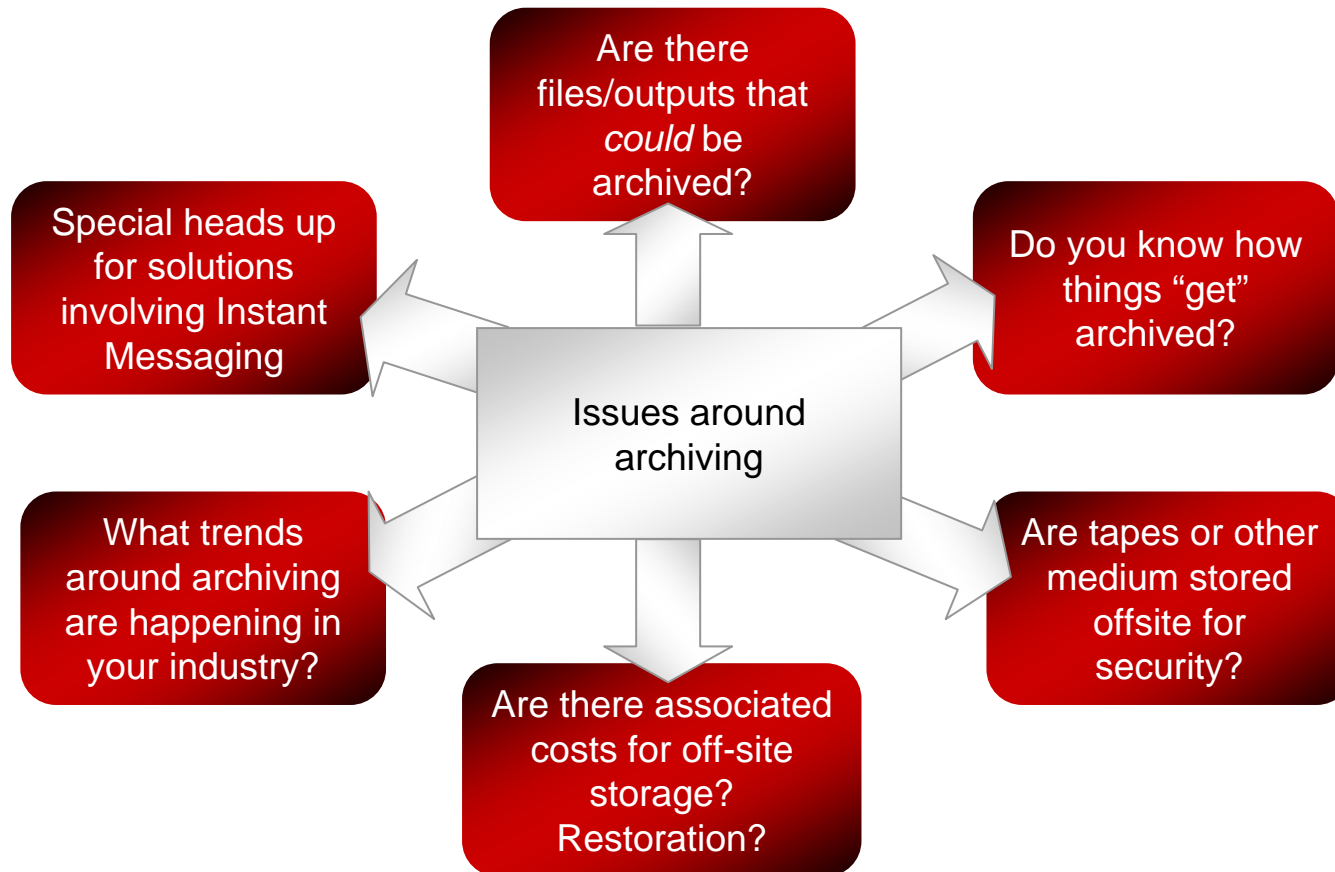 Are there
files/outputs that
could be
archived?
Special heads up
for solutions
involving Instant
Messaging
Do you know how
things “get”
archived?
Issues around
archiving
What trends
around archiving
are happening in
your industry?
Are tapes or other
medium stored
offsite for
security?
Are there associated
costs for off-site
storage?
Restoration?